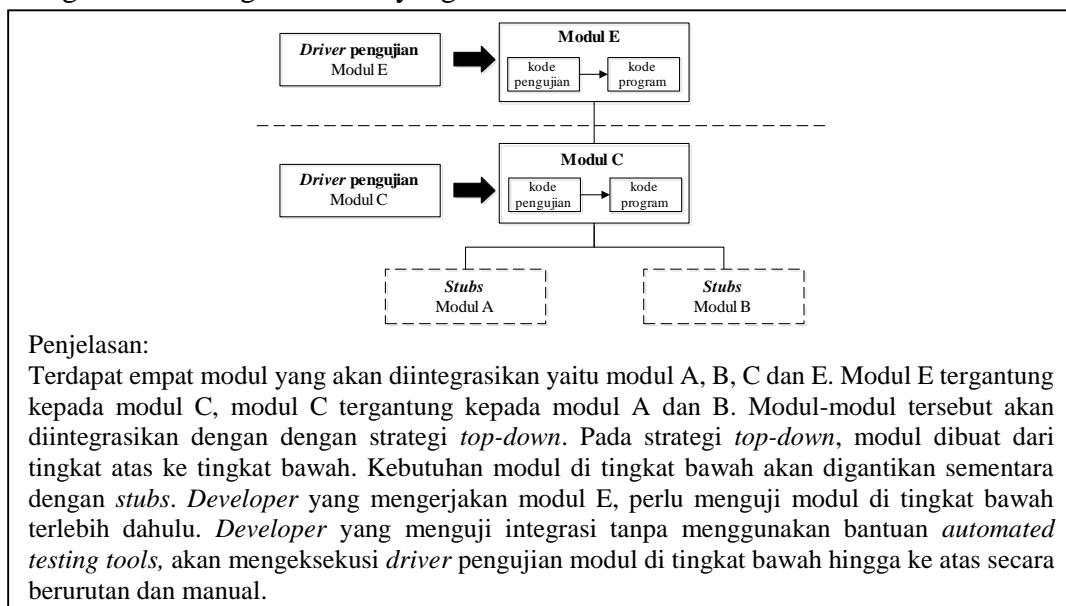 Driver pengujian
Modul E
Modul E
kode
pengujian
kode
program
Driver pengujian
Modul C
Modul C
kode
pengujian
kode
program
Stubs
Modul A
Stubs
Modul B
Penjelasan:
Terdapat empat modul yang akan diintegrasikan yaitu modul A, B, C dan E. Modul E tergantung
kepada modul C, modul C tergantung kepada modul A dan B. Modul-modul tersebut akan
diintegrasikan dengan dengan strategi top-down. Pada strategi top-down, modul dibuat dari
tingkat atas ke tingkat bawah. Kebutuhan modul di tingkat bawah akan digantikan sementara
dengan stubs. Developer yang mengerjakan modul E, perlu menguji modul di tingkat bawah
terlebih dahulu. Developer yang menguji integrasi tanpa menggunakan bantuan automated
testing tools, akan mengeksekusi driver pengujian modul di tingkat bawah hingga ke atas secara
berurutan dan manual.